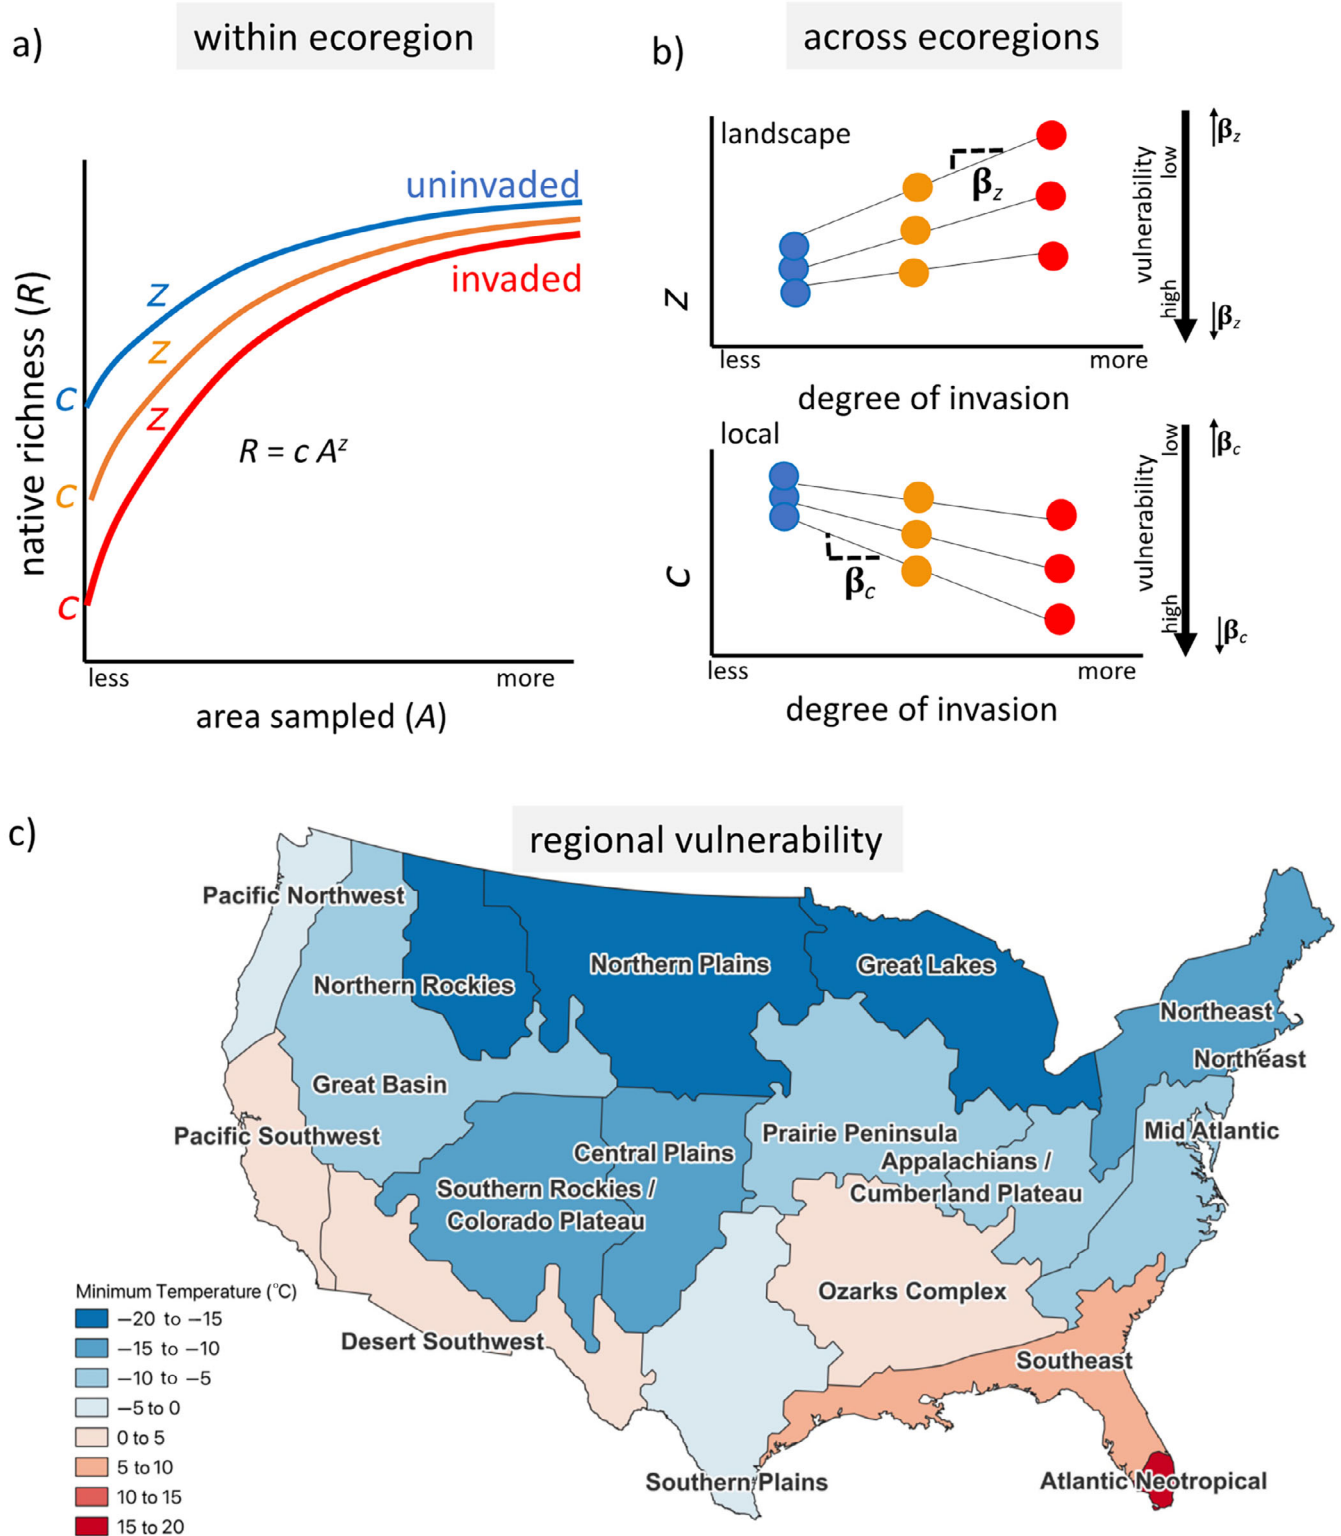 a)
within ecoregion
uninvaded
invaded
z
z
z
c
c
c
R = c A^z
native richness (R)
less
more
area sampled (A)
b)
across ecoregions
landscape
β_z
z
less
more
degree of invasion
vulnerability
low
high
↑β_z
↓β_z
local
β_c
c
less
more
degree of invasion
vulnerability
low
high
↑β_c
↓β_c
c)
regional vulnerability
Pacific Northwest
Northern Rockies
Northern Plains
Great Lakes
Northeast
Northeast
Great Basin
Pacific Southwest
Central Plains
Prairie Peninsula
Mid Atlantic
Appalachians /
Cumberland Plateau
Southern Rockies /
Colorado Plateau
Ozarks Complex
Desert Southwest
Southeast
Southern Plains
Atlantic Neotropical
Minimum Temperature (°C)
−20 to −15
−15 to −10
−10 to −5
−5 to 0
0 to 5
5 to 10
10 to 15
15 to 20